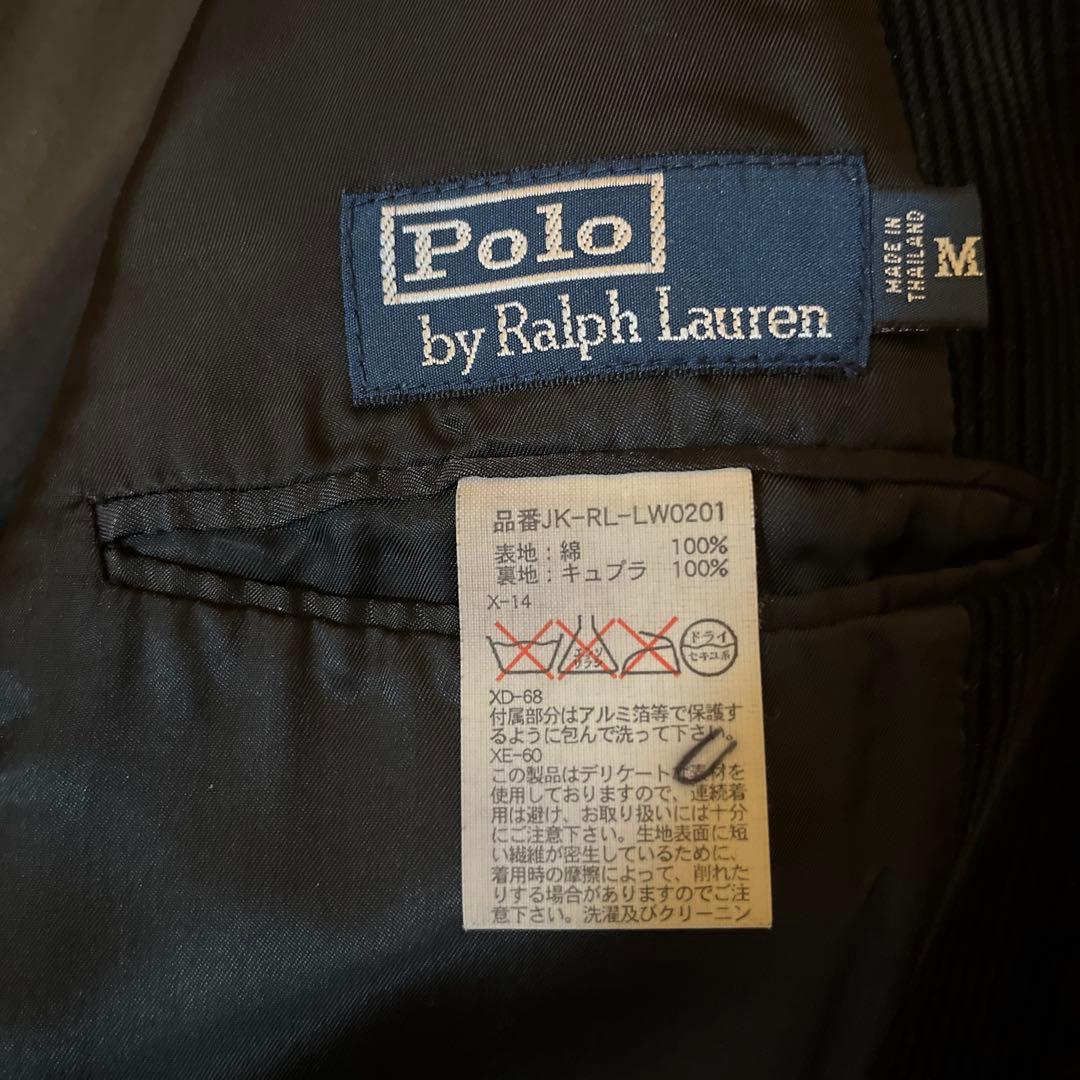 Polo
by Ralph Lauren
MADE IN
THAILAND
M
品番JK-RL-LW0201
表地:綿 100%
裏地:キュプラ 100%
X-14
エンソ
サラシ
ドライ
セキユ系
XD-68
付属部分はアルミ箔等で保護す
るように包んで洗って下さい。
XE-60
この製品はデリケートな素材を
使用しておりますので、連続着
用は避け、お取り扱いには十分
にご注意下さい。生地表面に短
い繊維が密生しているために、
着用時の摩擦によって、削れた
りする場合がありますのでご注
意下さい。洗濯及びクリーニン